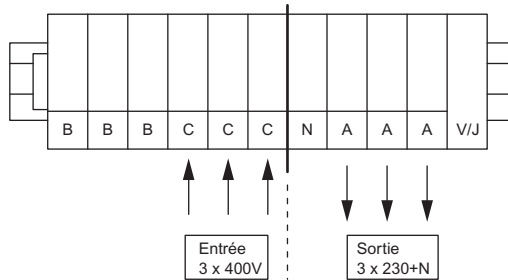 B B B C C C N A A A V/J
Entrée
3 x 400V
Sortie
3 x 230+N